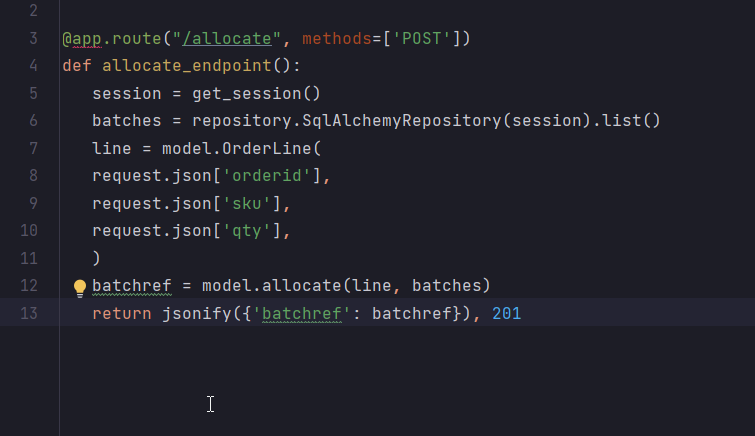 2
3 @app.route("/allocate", methods=['POST'])
4 def allocate_endpoint():
5 session = get_session()
6 batches = repository.SqlAlchemyRepository(session).list()
7 line = model.OrderLine(
8 request.json['orderid'],
9 request.json['sku'],
10 request.json['qty'],
11 )
12 batchref = model.allocate(line, batches)
13 return jsonify({'batchref': batchref}), 201